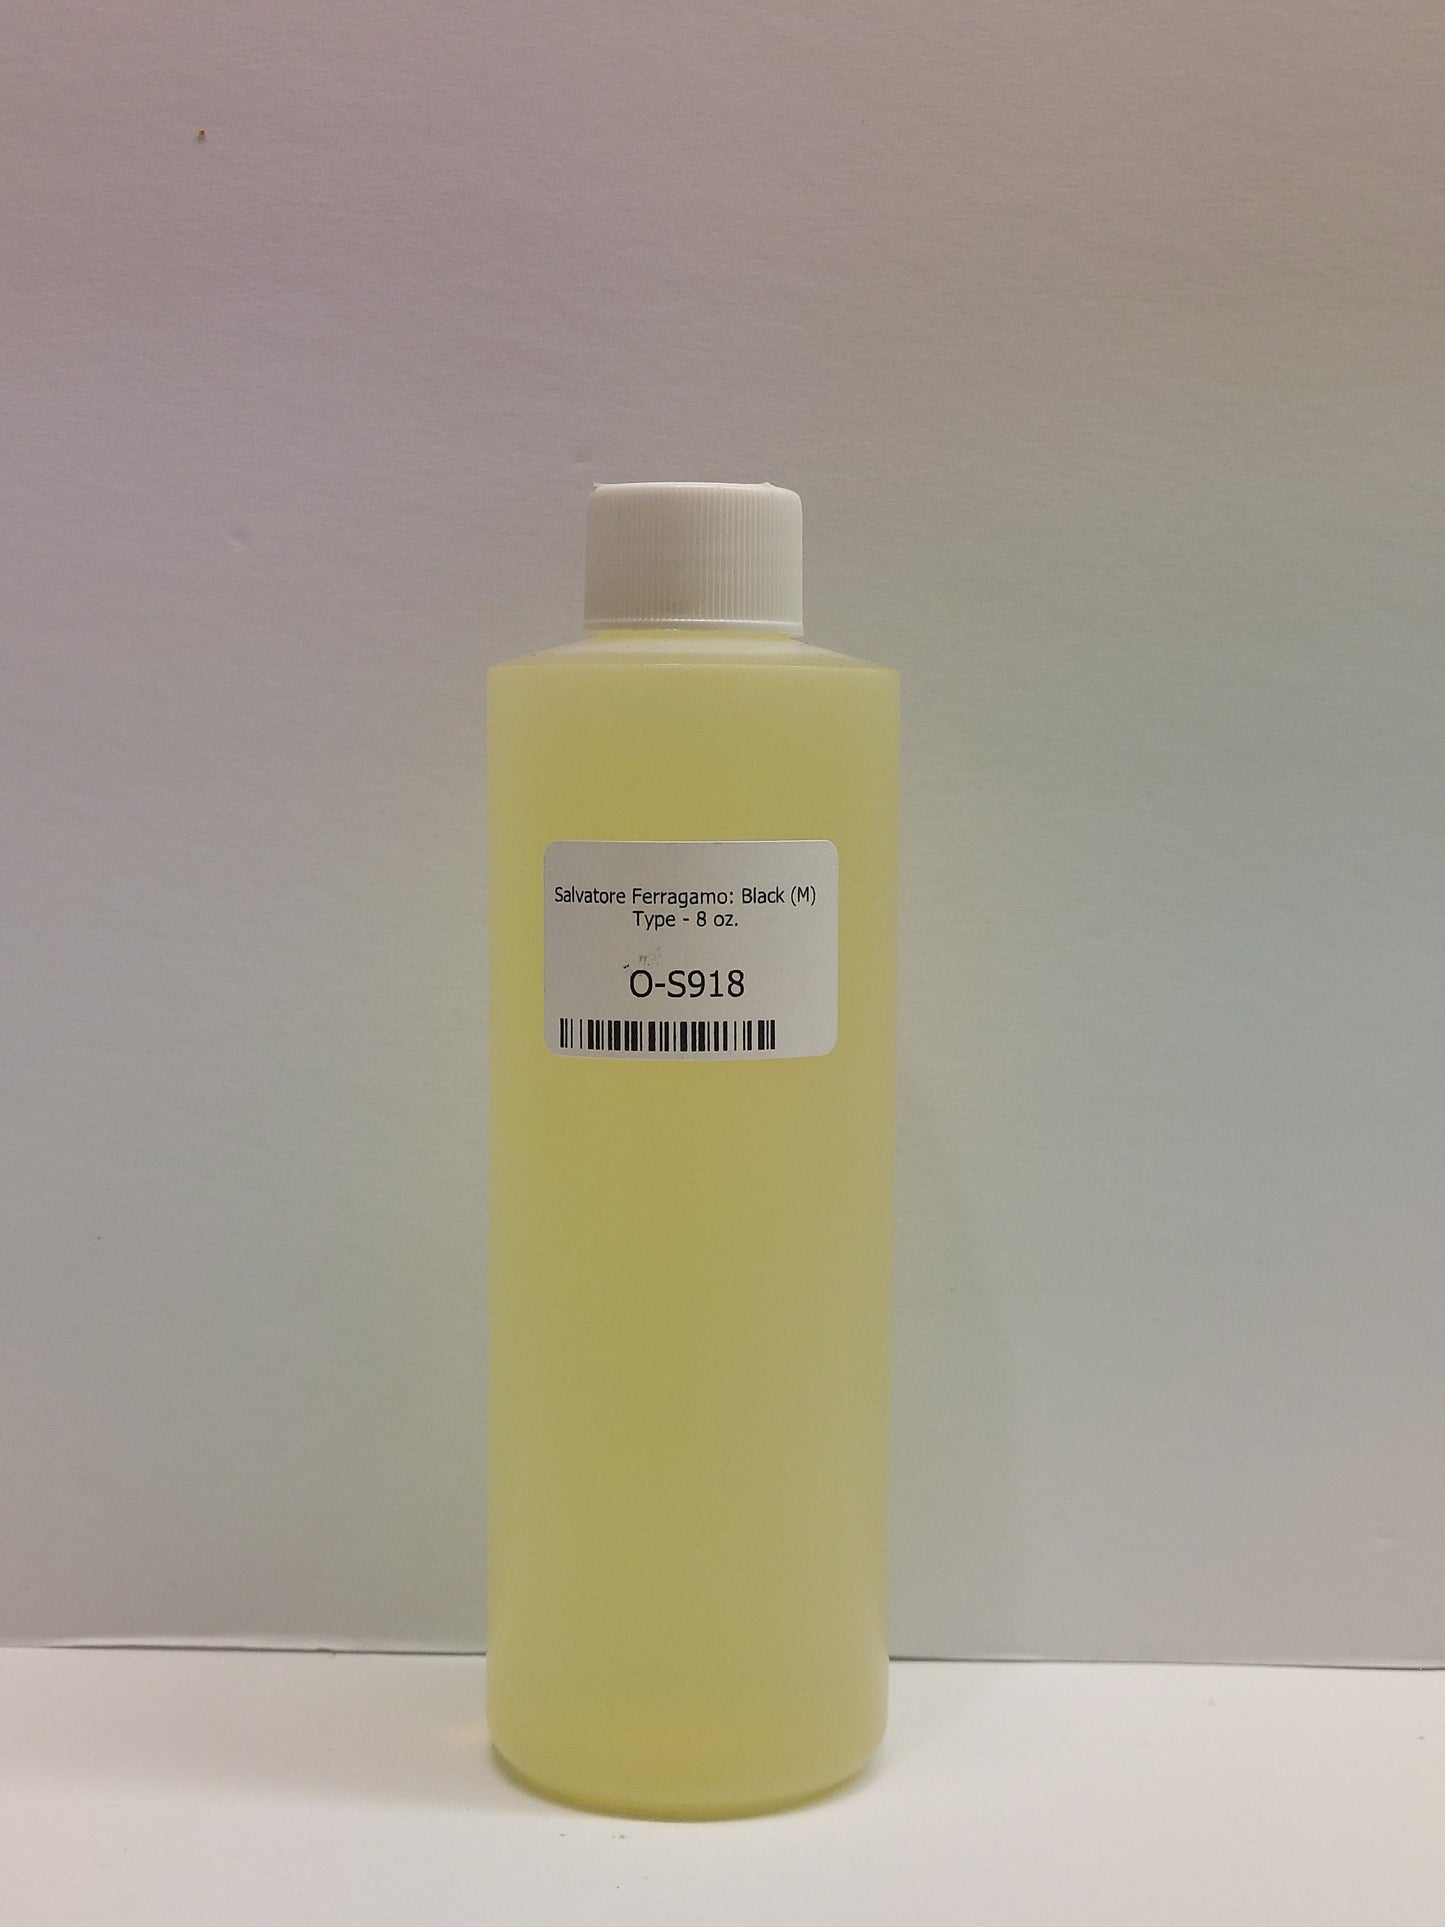 Salvatore Ferragamo: Black (M)
Type - 8 oz.
O-S918